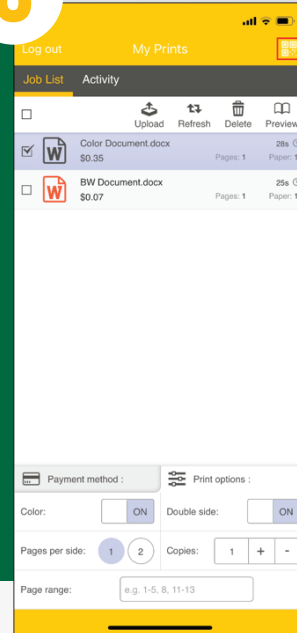 6
Log out My Prints
Job List Activity
Upload Refresh Delete Preview
Color Document.docx 28s
W $0.35 Pages: 1 Paper: 1
BW Document.docx 25s
W $0.07 Pages: 1 Paper: 1
Payment method : Print options :
Color: ON Double side: ON
Pages per side: 1 2 Copies: 1 + -
Page range: e.g. 1-5, 8, 11-13